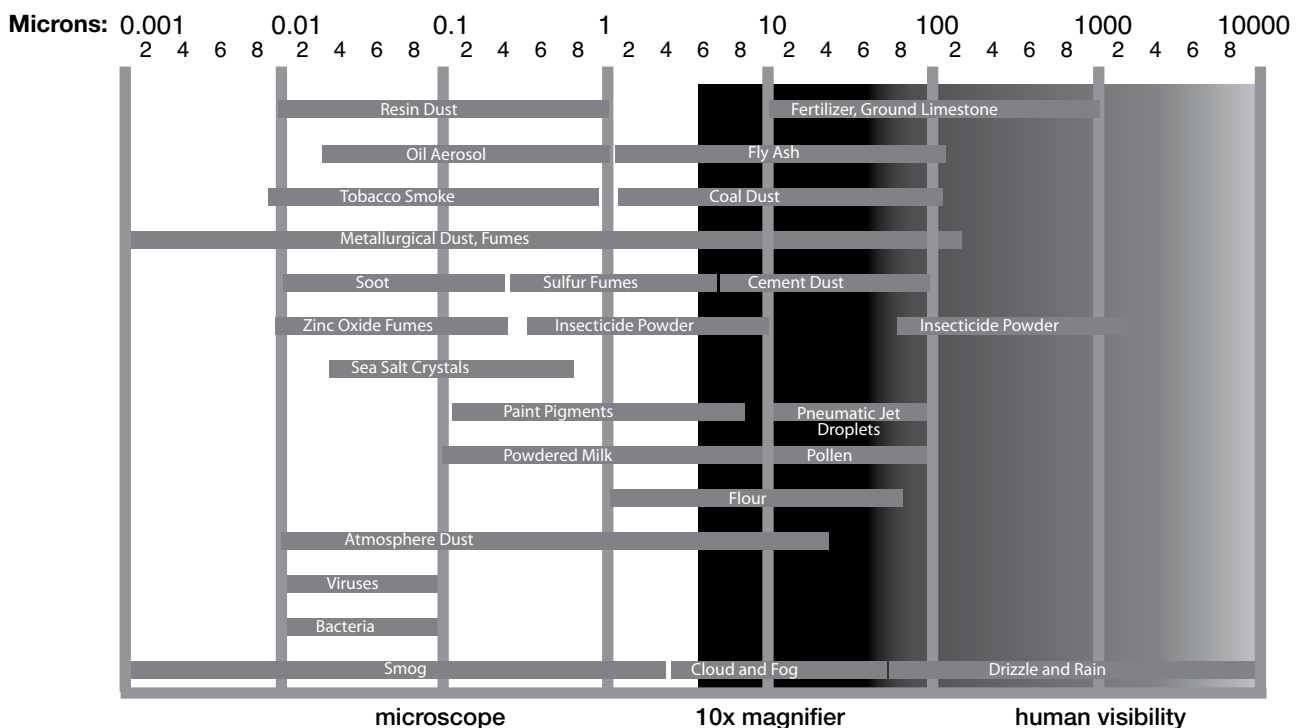 Microns: 0.001 0.01 0.1 1 10 100 1000 10000
2 4 6 8 2 4 6 8 2 4 6 8 2 4 6 8 2 4 6 8 2 4 6 8 2 4 6 8
Resin Dust Fertilizer, Ground Limestone
Oil Aerosol Fly Ash
Tobacco Smoke Coal Dust
Metallurgical Dust, Fumes
Soot Sulfur Fumes Cement Dust
Zinc Oxide Fumes Insecticide Powder Insecticide Powder
Sea Salt Crystals
Paint Pigments Pneumatic Jet
Droplets
Powdered Milk Pollen
Flour
Atmosphere Dust
Viruses
Bacteria
Smog Cloud and Fog Drizzle and Rain
microscope 10x magnifier human visibility